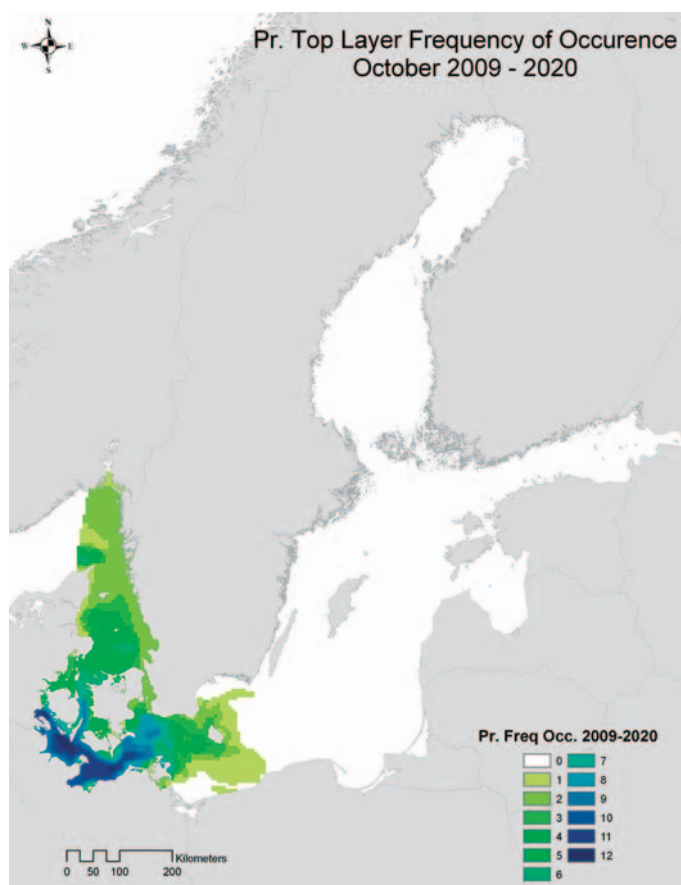 N
W E
S
Pr. Top Layer Frequency of Occurence
October 2009 - 2020
Pr. Freq Occ. 2009-2020
0 7
1 8
2 9
3 10
4 11
5 12
6
Kilometers
0 50 100 200